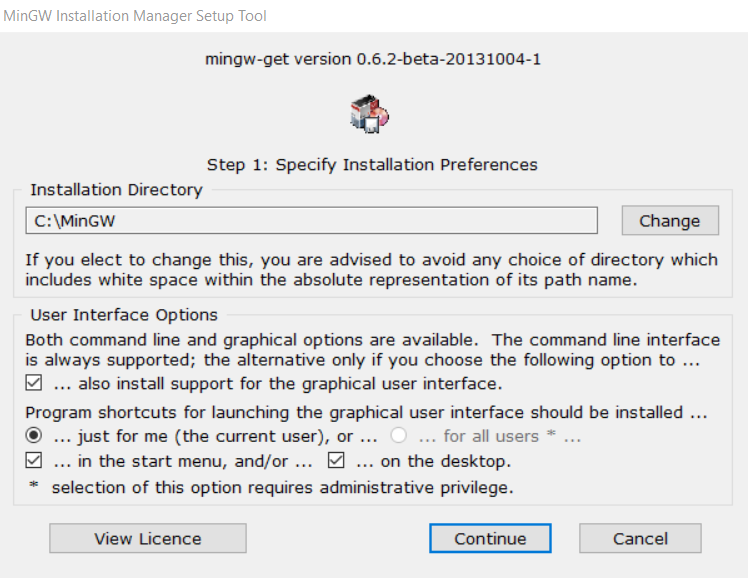 MinGW Installation Manager Setup Tool
mingw-get version 0.6.2-beta-20131004-1
Step 1: Specify Installation Preferences
Installation Directory
C:\MinGW
Change
If you elect to change this, you are advised to avoid any choice of directory which
includes white space within the absolute representation of its path name.
User Interface Options
Both command line and graphical options are available.  The command line interface
is always supported; the alternative only if you choose the following option to ...
... also install support for the graphical user interface.
Program shortcuts for launching the graphical user interface should be installed ...
... just for me (the current user), or ... ... for all users * ...
... in the start menu, and/or ... ... on the desktop.
* selection of this option requires administrative privilege.
View Licence Continue Cancel